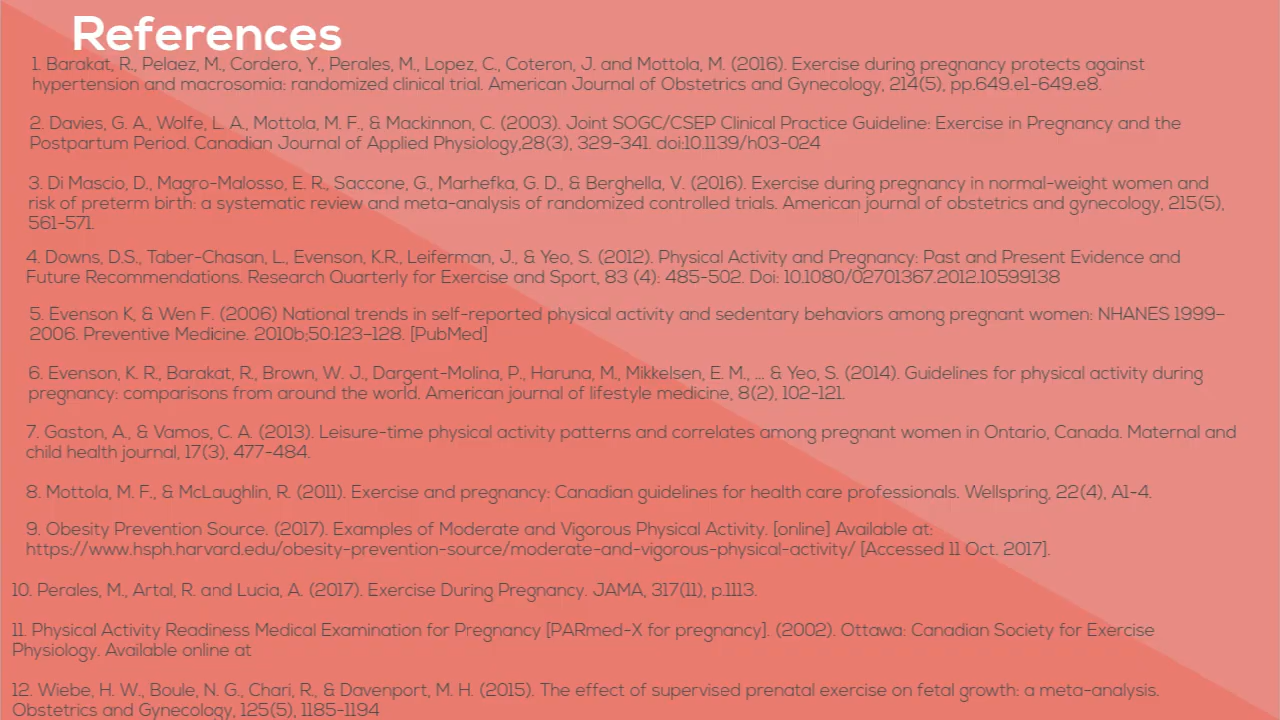 References
1. Barakat, R., Pelaez, M., Cordero, Y., Perales, M., Lopez, C., Coteron, J. and Mottola, M. (2016). Exercise during pregnancy protects against
hypertension and macrosomia: randomized clinical trial. American Journal of Obstetrics and Gynecology, 214(5), pp.649.e1-649.e8.
2. Davies, G. A., Wolfe, L. A., Mottola, M. F., & Mackinnon, C. (2003). Joint SOGC/CSEP Clinical Practice Guideline: Exercise in Pregnancy and the
Postpartum Period. Canadian Journal of Applied Physiology,28(3), 329-341. doi:10.1139/h03-024
3. Di Mascio, D., Magro-Malosso, E. R., Saccone, G., Marhefka, G. D., & Berghella, V. (2016). Exercise during pregnancy in normal-weight women and
risk of preterm birth: a systematic review and meta-analysis of randomized controlled trials. American journal of obstetrics and gynecology, 215(5),
561-571.
4. Downs, D.S., Taber-Chasan, L., Evenson, K.R., Leiferman, J., & Yeo, S. (2012). Physical Activity and Pregnancy: Past and Present Evidence and
Future Recommendations. Research Quarterly for Exercise and Sport, 83 (4): 485-502. Doi: 10.1080/02701367.2012.10599138
5. Evenson K, & Wen F. (2006) National trends in self-reported physical activity and sedentary behaviors among pregnant women: NHANES 1999–
2006. Preventive Medicine. 2010b;50:123–128. [PubMed]
6. Evenson, K. R., Barakat, R., Brown, W. J., Dargent-Molina, P., Haruna, M., Mikkelsen, E. M., ... & Yeo, S. (2014). Guidelines for physical activity during
pregnancy: comparisons from around the world. American journal of lifestyle medicine, 8(2), 102-121.
7. Gaston, A., & Vamos, C. A. (2013). Leisure-time physical activity patterns and correlates among pregnant women in Ontario, Canada. Maternal and
child health journal, 17(3), 477-484.
8. Mottola, M. F., & McLaughlin, R. (2011). Exercise and pregnancy: Canadian guidelines for health care professionals. Wellspring, 22(4), A1-4.
9. Obesity Prevention Source. (2017). Examples of Moderate and Vigorous Physical Activity. [online] Available at:
https://www.hsph.harvard.edu/obesity-prevention-source/moderate-and-vigorous-physical-activity/ [Accessed 11 Oct. 2017].
10. Perales, M., Artal, R. and Lucia, A. (2017). Exercise During Pregnancy. JAMA, 317(11), p.1113.
11. Physical Activity Readiness Medical Examination for Pregnancy [PARmed-X for pregnancy]. (2002). Ottawa: Canadian Society for Exercise
Physiology. Available online at
12. Wiebe, H. W., Boule, N. G., Chari, R., & Davenport, M. H. (2015). The effect of supervised prenatal exercise on fetal growth: a meta-analysis.
Obstetrics and Gynecology, 125(5), 1185-1194